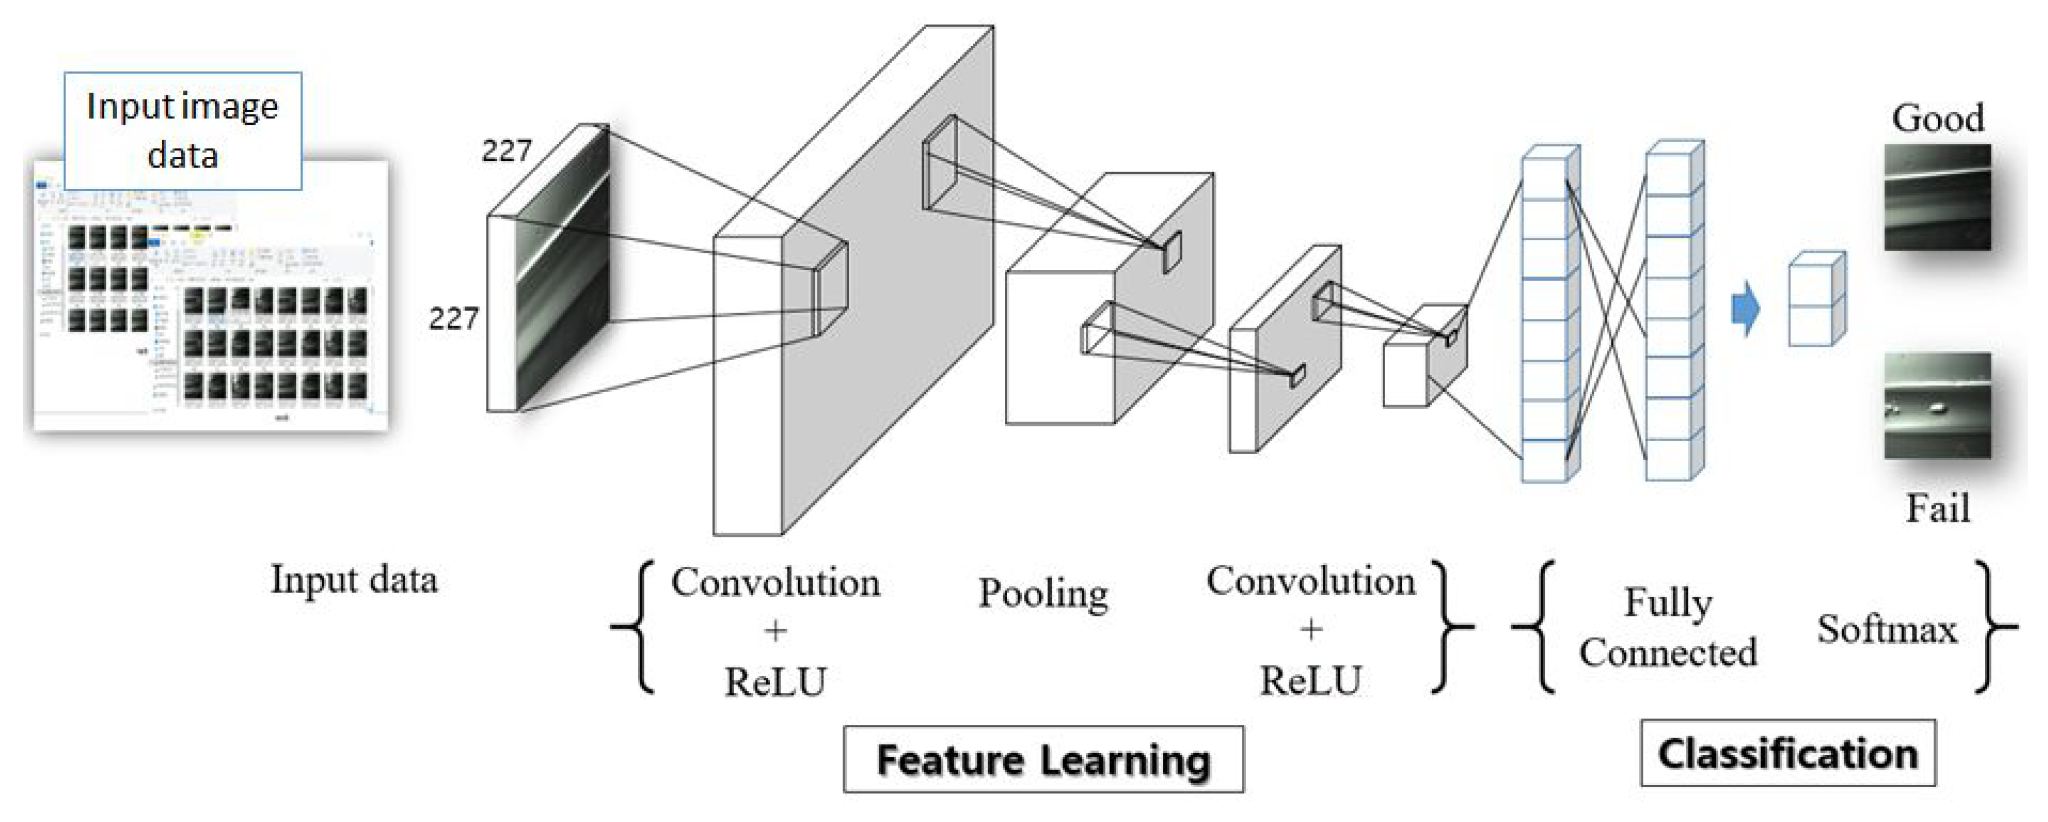 Input image
data
227
227
Good
Fail
Input data
Convolution
+
ReLU
Pooling
Convolution
+
ReLU
Fully
Connected
Softmax
Feature Learning
Classification